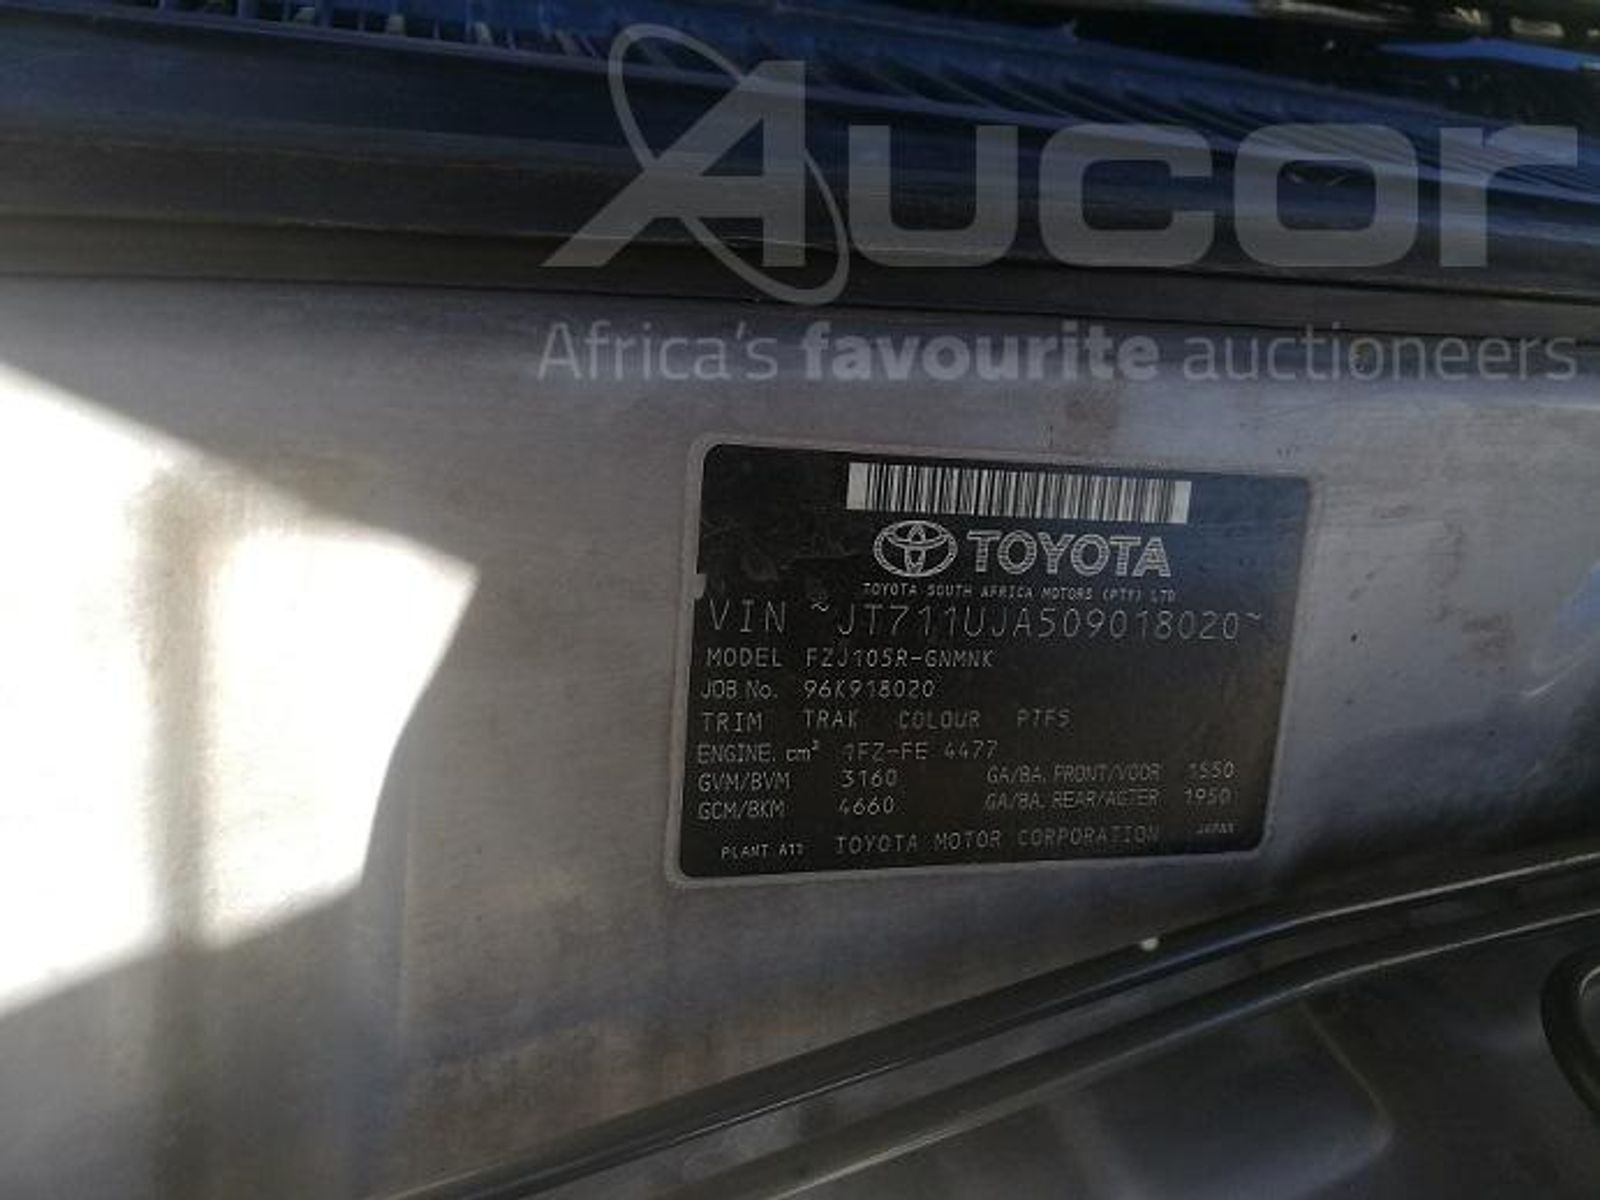 Aucor
Africa's favourite auctioneers
TOYOTA
TOYOTA SOUTH AFRICA MOTORS (PTY) LTD
VIN ~JT711UJA509018020~
MODEL FZJ105R-GNMNK
JOB No. 96K918020
TRIM TRAK COLOUR PTFS
ENGINE. cm³ 1FZ-FE 4477
GVM/BVM 3160 GA/BA. FRONT/VOOR 1550
GCM/BKM 4660 GA/BA. REAR/AGTER 1950
PLANT A11 TOYOTA MOTOR CORPORATION JAPAN